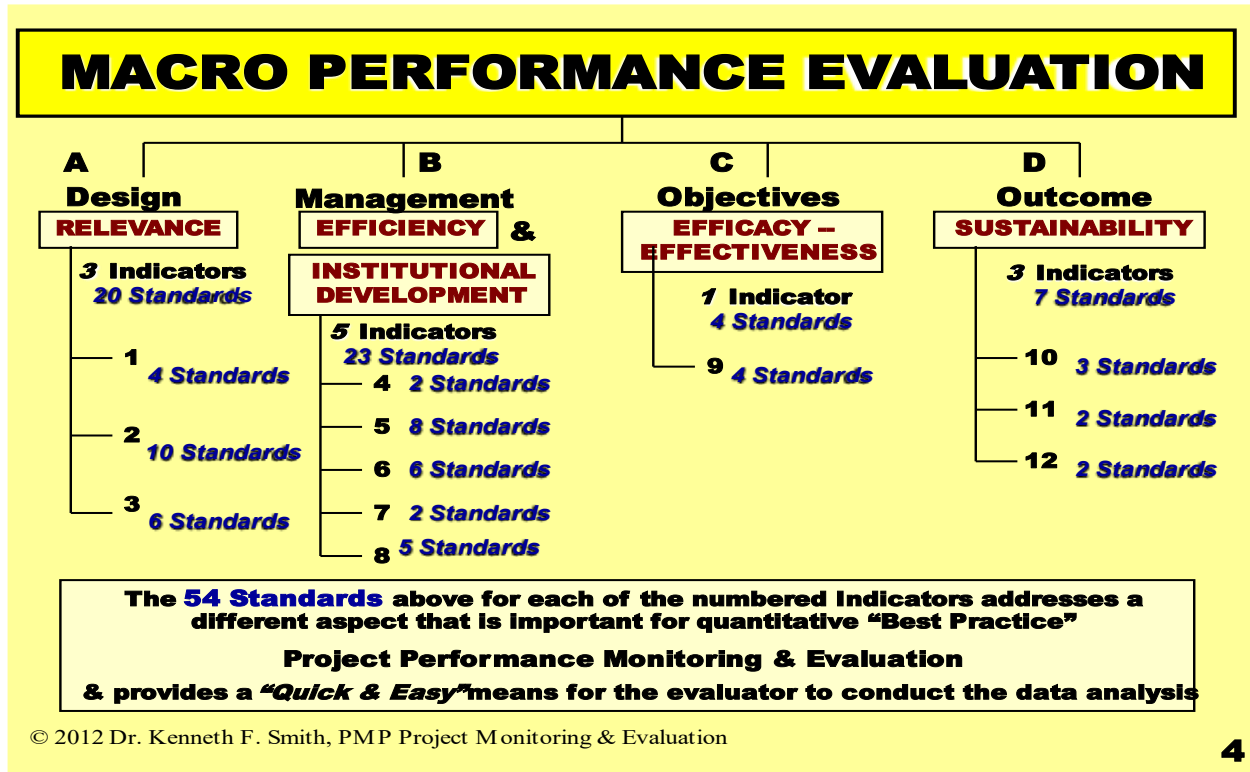 MACRO PERFORMANCE EVALUATION
A
Design
RELEVANCE
3 Indicators
20 Standards
1
4 Standards
2
10 Standards
3
6 Standards
B
Management
EFFICIENCY &
INSTITUTIONAL
DEVELOPMENT
5 Indicators
23 Standards
4 2 Standards
5 8 Standards
6 6 Standards
7 2 Standards
8 5 Standards
C
Objectives
EFFICACY --
EFFECTIVENESS
1 Indicator
4 Standards
9 4 Standards
D
Outcome
SUSTAINABILITY
3 Indicators
7 Standards
10 3 Standards
11 2 Standards
12 2 Standards
The 54 Standards above for each of the numbered Indicators addresses a
different aspect that is important for quantitative “Best Practice”
Project Performance Monitoring & Evaluation
& provides a “Quick & Easy”means for the evaluator to conduct the data analysis
© 2012 Dr. Kenneth F. Smith, PMP Project Monitoring & Evaluation
4